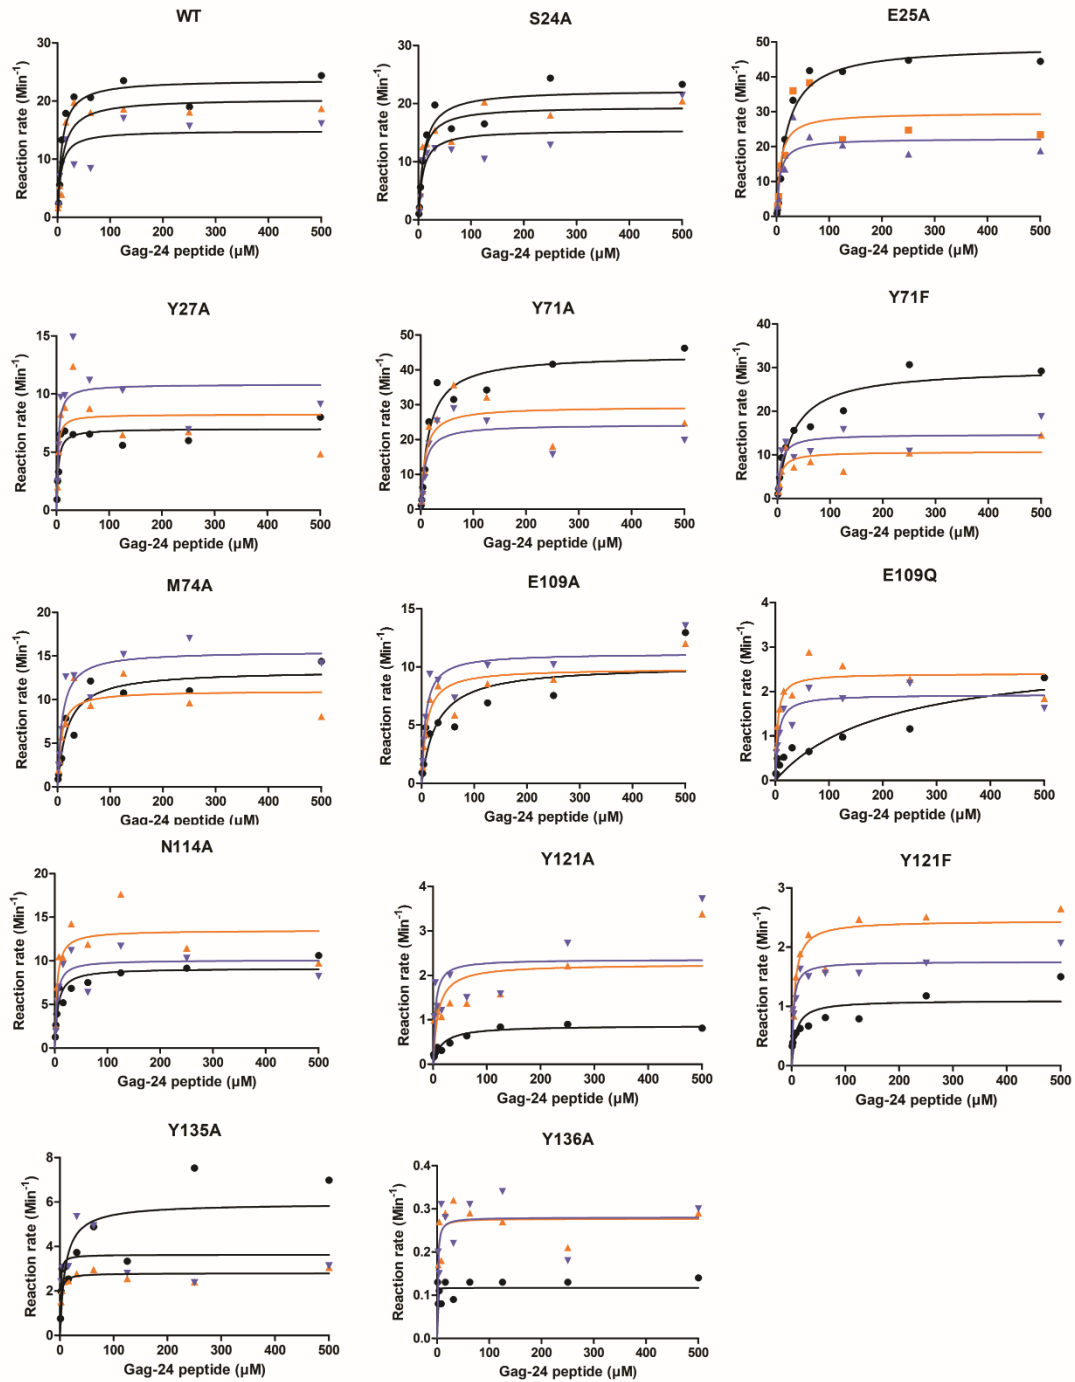 WT
S24A
E25A
Reaction rate (Min⁻¹)
30
20
10
0
0 100 200 300 400 500
Gag-24 peptide (µM)
Reaction rate (Min⁻¹)
30
20
10
0
0 100 200 300 400 500
Gag-24 peptide (µM)
Reaction rate (Min⁻¹)
50
40
30
20
10
0
0 100 200 300 400 500
Gag-24 peptide (µM)
Y27A
Y71A
Y71F
Reaction rate (Min⁻¹)
15
10
5
0
0 100 200 300 400 500
Gag-24 peptide (µM)
Reaction rate (Min⁻¹)
50
40
30
20
10
0
0 100 200 300 400 500
Gag-24 peptide (µM)
Reaction rate (Min⁻¹)
40
30
20
10
0
0 100 200 300 400 500
Gag-24 peptide (µM)
M74A
E109A
E109Q
Reaction rate (Min⁻¹)
20
15
10
5
0
0 100 200 300 400 500
Gag-24 peptide (µM)
Reaction rate (Min⁻¹)
15
10
5
0
0 100 200 300 400 500
Gag-24 peptide (µM)
Reaction rate (Min⁻¹)
4
3
2
1
0
0 100 200 300 400 500
Gag-24 peptide (µM)
N114A
Y121A
Y121F
Reaction rate (Min⁻¹)
20
15
10
5
0
0 100 200 300 400 500
Gag-24 peptide (µM)
Reaction rate (Min⁻¹)
4
3
2
1
0
0 100 200 300 400 500
Gag-24 peptide (µM)
Reaction rate (Min⁻¹)
3
2
1
0
0 100 200 300 400 500
Gag-24 peptide (µM)
Y135A
Y136A
Reaction rate (Min⁻¹)
8
6
4
2
0
0 100 200 300 400 500
Gag-24 peptide (µM)
Reaction rate (Min⁻¹)
0.4
0.3
0.2
0.1
0.0
0 100 200 300 400 500
Gag-24 peptide (µM)